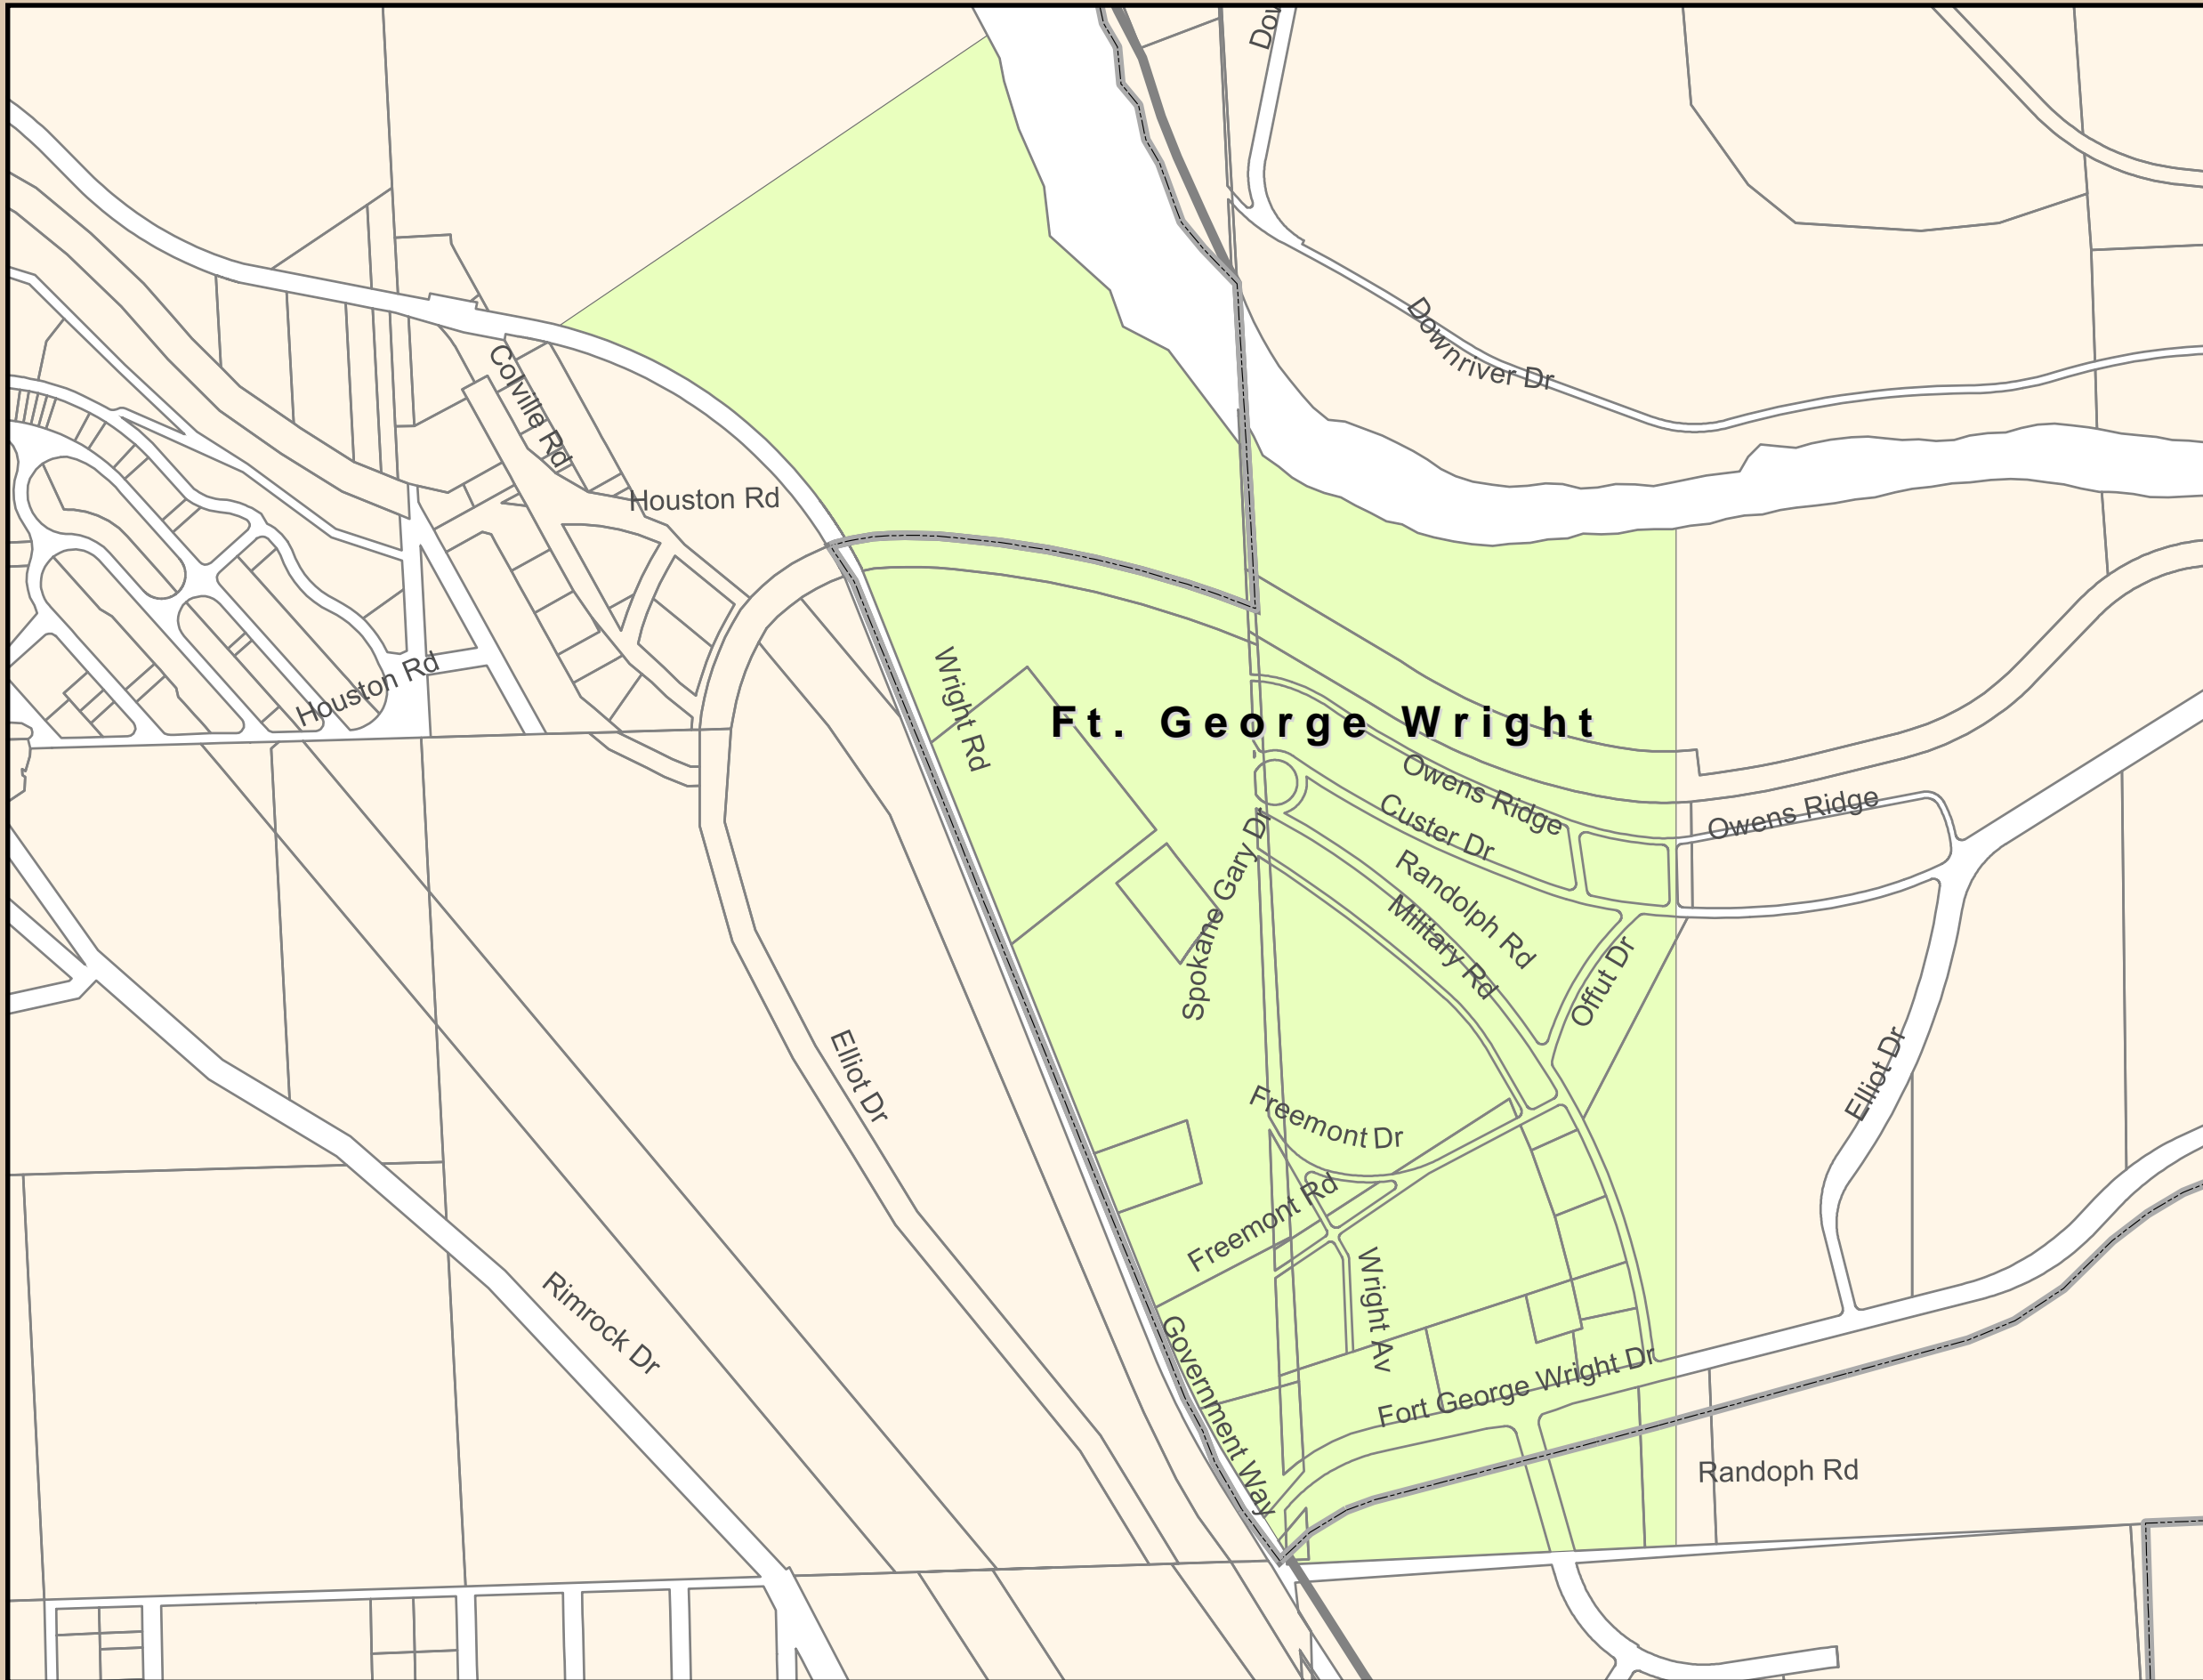 Dow
Downriver Dr
Colville Rd
Houston Rd
Houston Rd
Wright Rd
Ft. George Wright
Owens Ridge
Owens Ridge
Custer Dr
Spokane Gary Dr
Randolph Rd
Military Rd
Offut Dr
Elliot Dr
Elliot Dr
Freemont Dr
Freemont Rd
Wright Av
Rimrock Dr
Government Way
Fort George Wright Dr
Randoph Rd